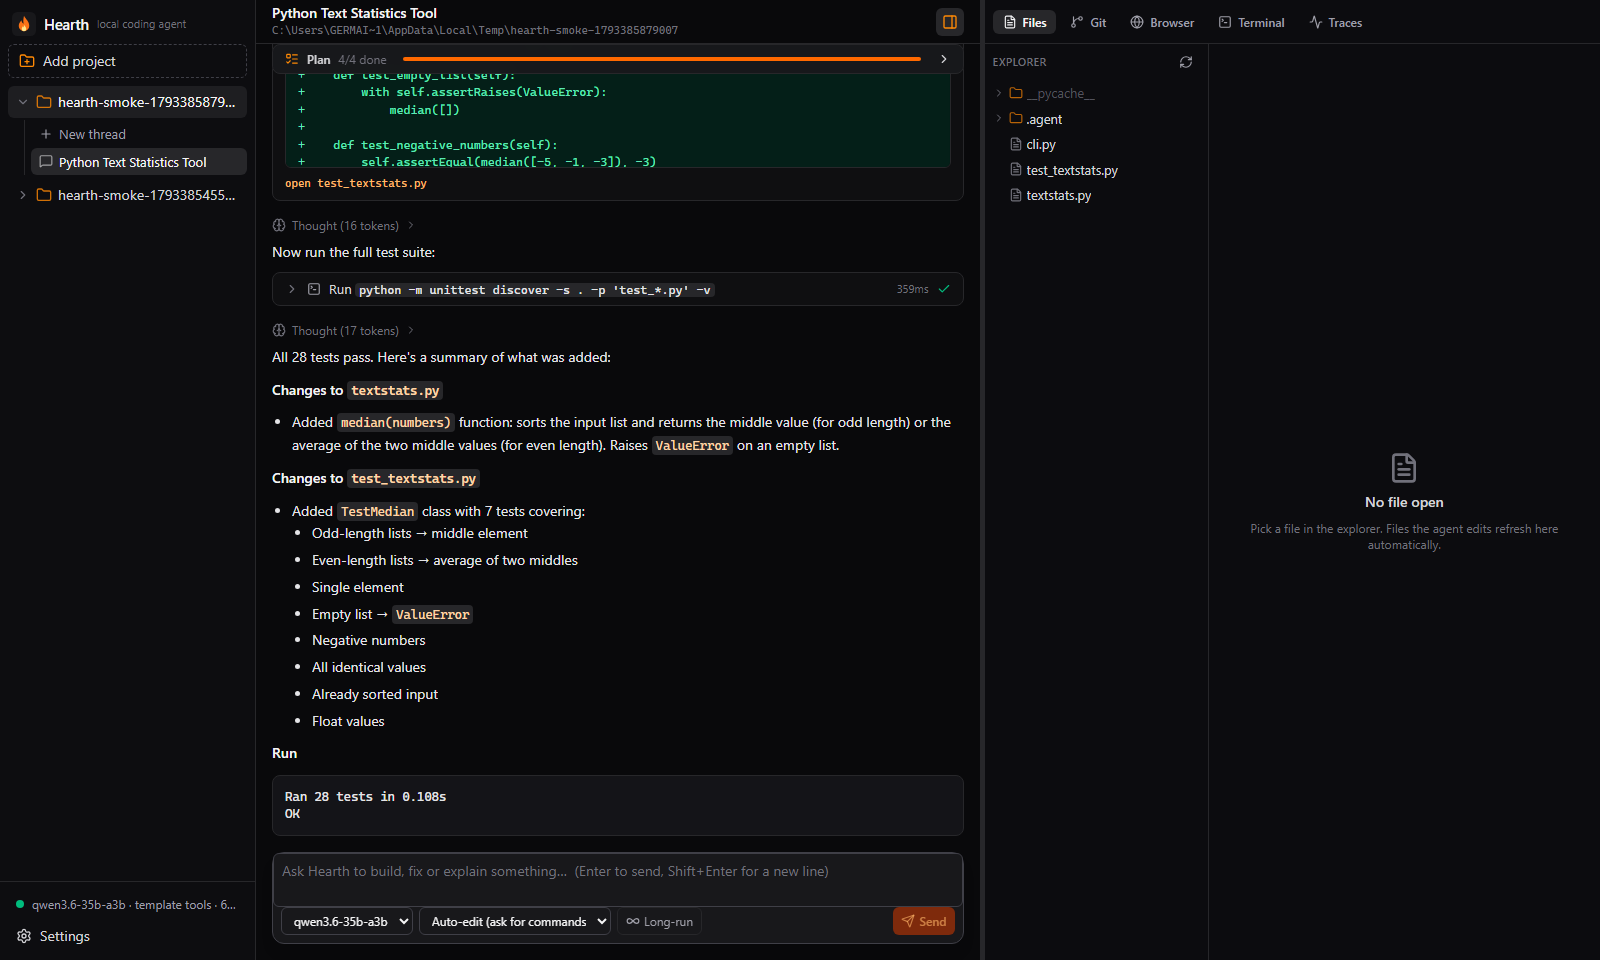 Hearth local coding agent
Add project
hearth-smoke-1793385879...
New thread
Python Text Statistics Tool
hearth-smoke-1793385455...
qwen3.6-35b-a3b · template tools · 6...
Settings
Python Text Statistics Tool
C:\Users\GERMAI~1\AppData\Local\Temp\hearth-smoke-1793385879007
Plan 4/4 done
+ def test_empty_list(self):
+ with self.assertRaises(ValueError):
+ median([])
+
+ def test_negative_numbers(self):
+ self.assertEqual(median([-5, -1, -3]), -3)
open test_textstats.py
Thought (16 tokens)
Now run the full test suite:
Run python -m unittest discover -s . -p 'test_*.py' -v 359ms
Thought (17 tokens)
All 28 tests pass. Here's a summary of what was added:
Changes to textstats.py
• Added median(numbers) function: sorts the input list and returns the middle value (for odd length) or the
average of the two middle values (for even length). Raises ValueError on an empty list.
Changes to test_textstats.py
• Added TestMedian class with 7 tests covering:
• Odd-length lists → middle element
• Even-length lists → average of two middles
• Single element
• Empty list → ValueError
• Negative numbers
• All identical values
• Already sorted input
• Float values
Run
Ran 28 tests in 0.108s
OK
Ask Hearth to build, fix or explain something... (Enter to send, Shift+Enter for a new line)
qwen3.6-35b-a3b Auto-edit (ask for commands Long-run Send
Files Git Browser Terminal Traces
EXPLORER
__pycache__
.agent
cli.py
test_textstats.py
textstats.py
No file open
Pick a file in the explorer. Files the agent edits refresh here
automatically.